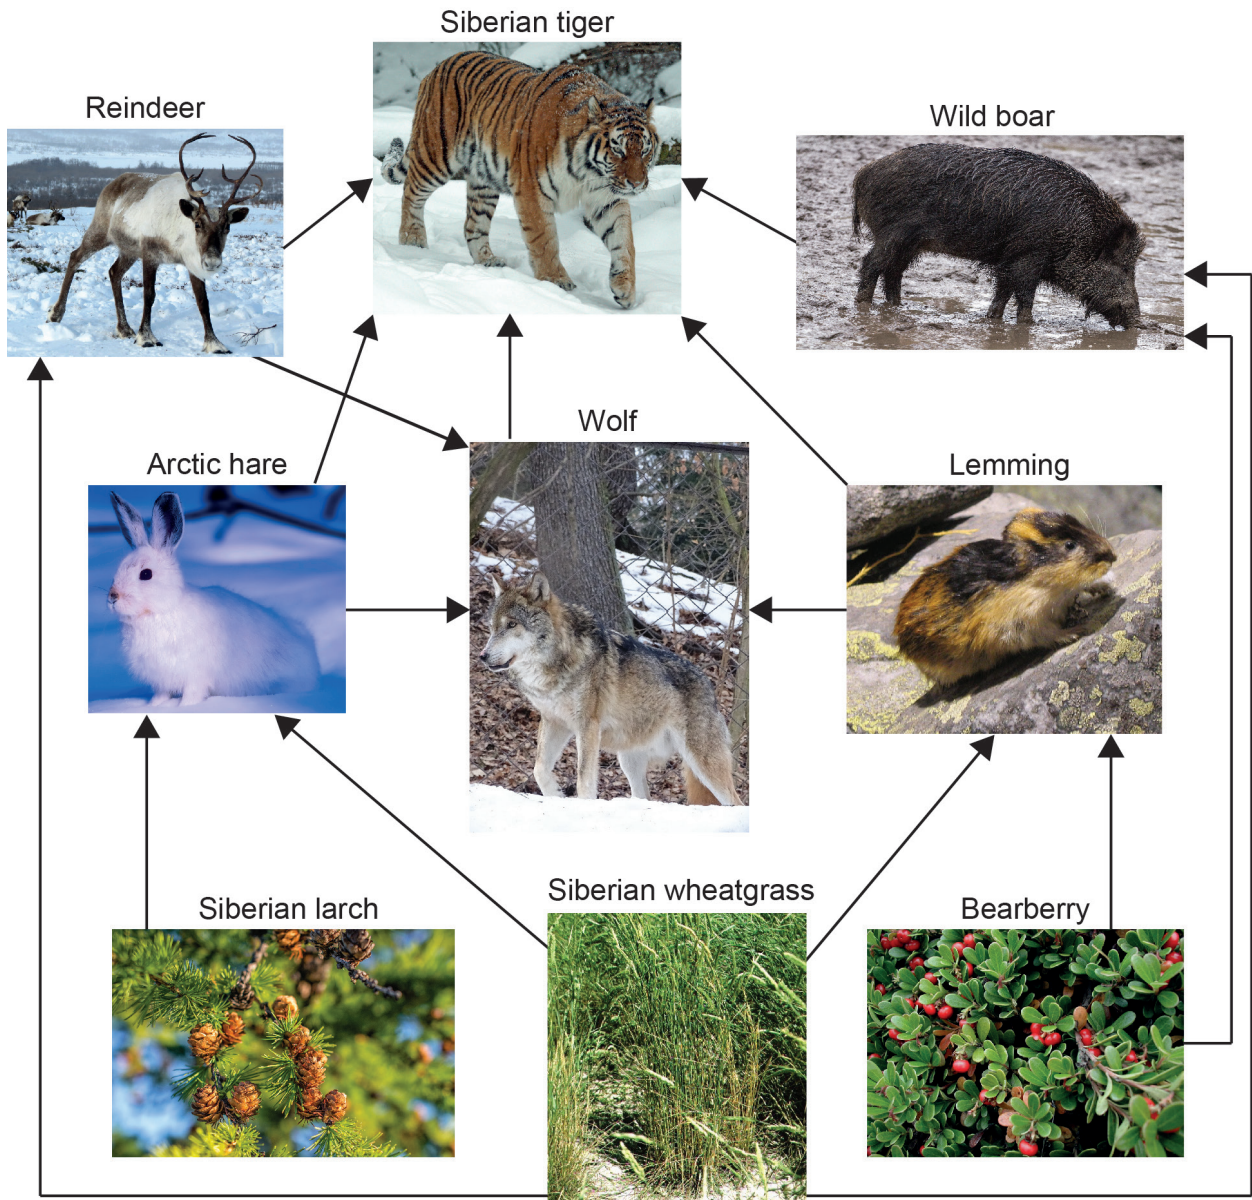 Siberian tiger
Reindeer
Wild boar
Wolf
Arctic hare
Lemming
Siberian wheatgrass
Siberian larch
Bearberry